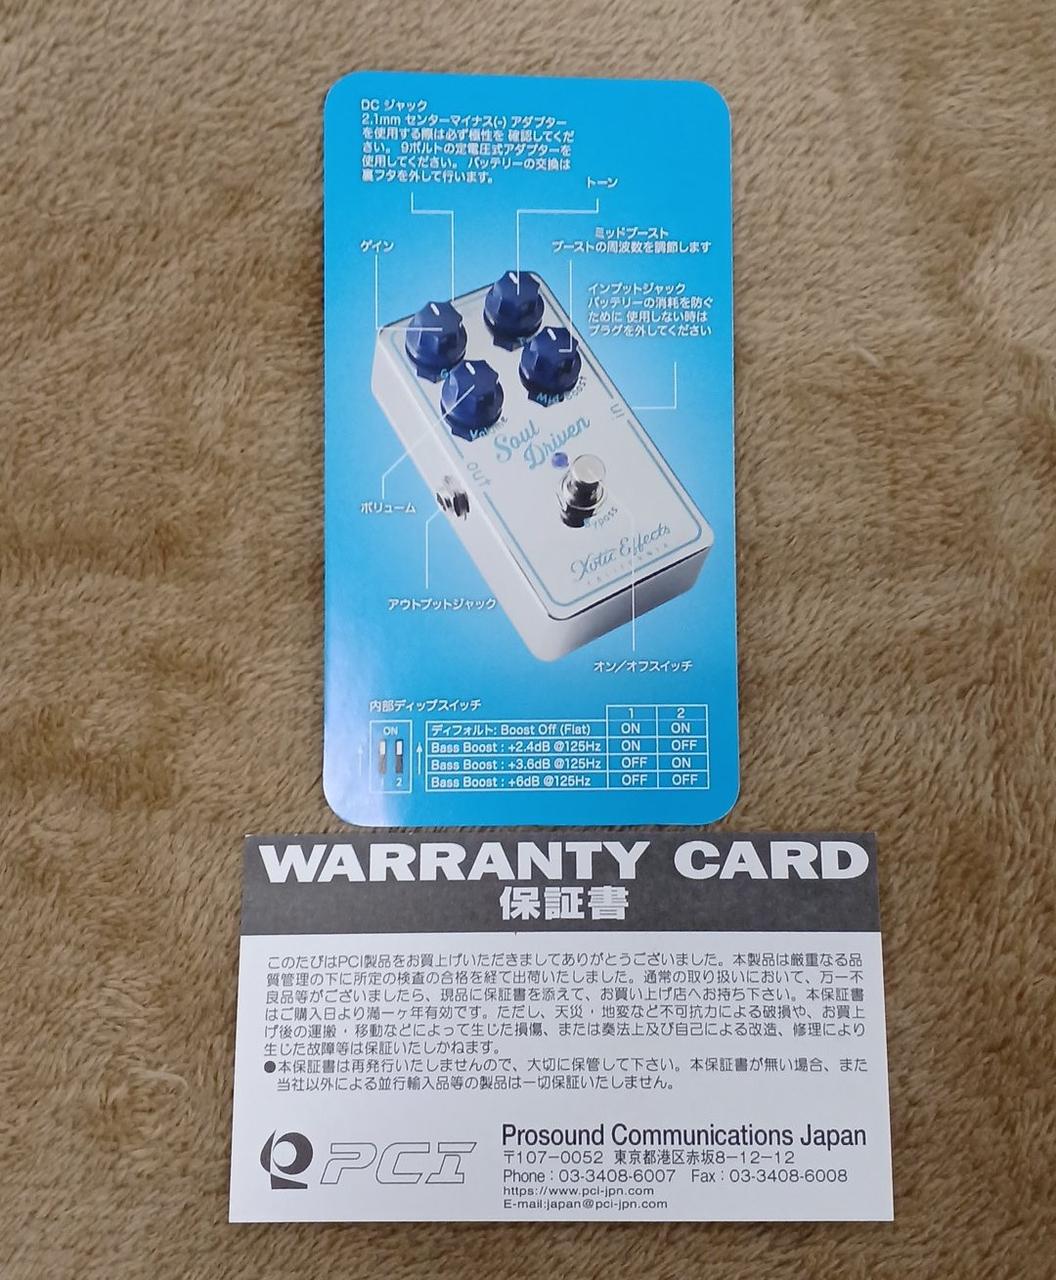 DC ジャック
2.1mm センターマイナス(-) アダプター
を使用する際は必ず極性を 確認してくだ
さい。 9ボルトの定電圧式アダプターを
使用してください。 バッテリーの交換は
裏フタを外して行います。
トーン
ゲイン
ミッドブースト
ブーストの周波数を調節します
インプットジャック
バッテリーの消耗を防ぐ
ために 使用しない時は
プラグを外してください
Mid Boost
Volume
IN
Soul
Driven
OUT
Bypass
ボリューム
Xotic Effects
CALIFORNIA
アウトプットジャック
オン/オフスイッチ
内部ディップスイッチ
1 2
ON
ディフォルト: Boost Off (Flat) ON ON
Bass Boost : +2.4dB @125Hz ON OFF
Bass Boost : +3.6dB @125Hz OFF ON
Bass Boost : +6dB @125Hz OFF OFF
1 2
WARRANTY CARD
保証書
このたびはPCI製品をお買上げいただきましてありがとうございました。本製品は厳重なる品
質管理の下に所定の検査の合格を経て出荷いたしました。通常の取り扱いにおいて、万一不
良品等がございましたら、現品に保証書を添えて、お買い上げ店へお持ち下さい。本保証書
はご購入日より満一ヶ年有効です。ただし、天災・地変など不可抗力による破損や、お買上
げ後の運搬・移動などによって生じた損傷、または奏法上及び自己による改造、修理により
生じた故障等は保証いたしかねます。
●本保証書は再発行いたしませんので、大切に保管して下さい。本保証書が無い場合、また
当社以外による並行輸入品等の製品は一切保証いたしません。
PCI
Prosound Communications Japan
〒107-0052 東京都港区赤坂8-12-12
Phone : 03-3408-6007 Fax : 03-3408-6008
https://www.pci-jpn.com
E-mail:japan@pci-jpn.com